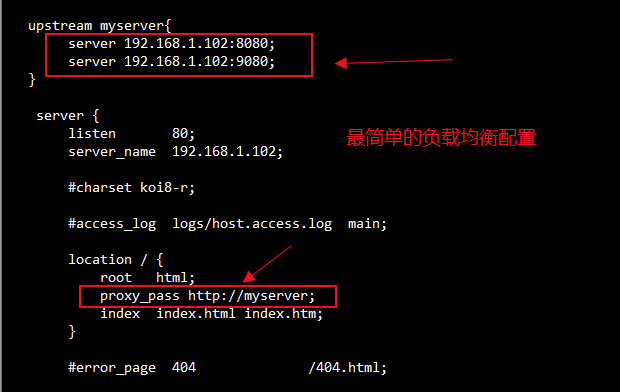 upstream myserver{
server 192.168.1.102:8080;
server 192.168.1.102:9080;
}
server {
listen 80;
server_name 192.168.1.102;
最简单的负载均衡配置
#charset koi8-r;
#access_log logs/host.access.log main;
location / {
root html;
proxy_pass http://myserver;
index index.html index.htm;
}
#error_page 404 /404.html;